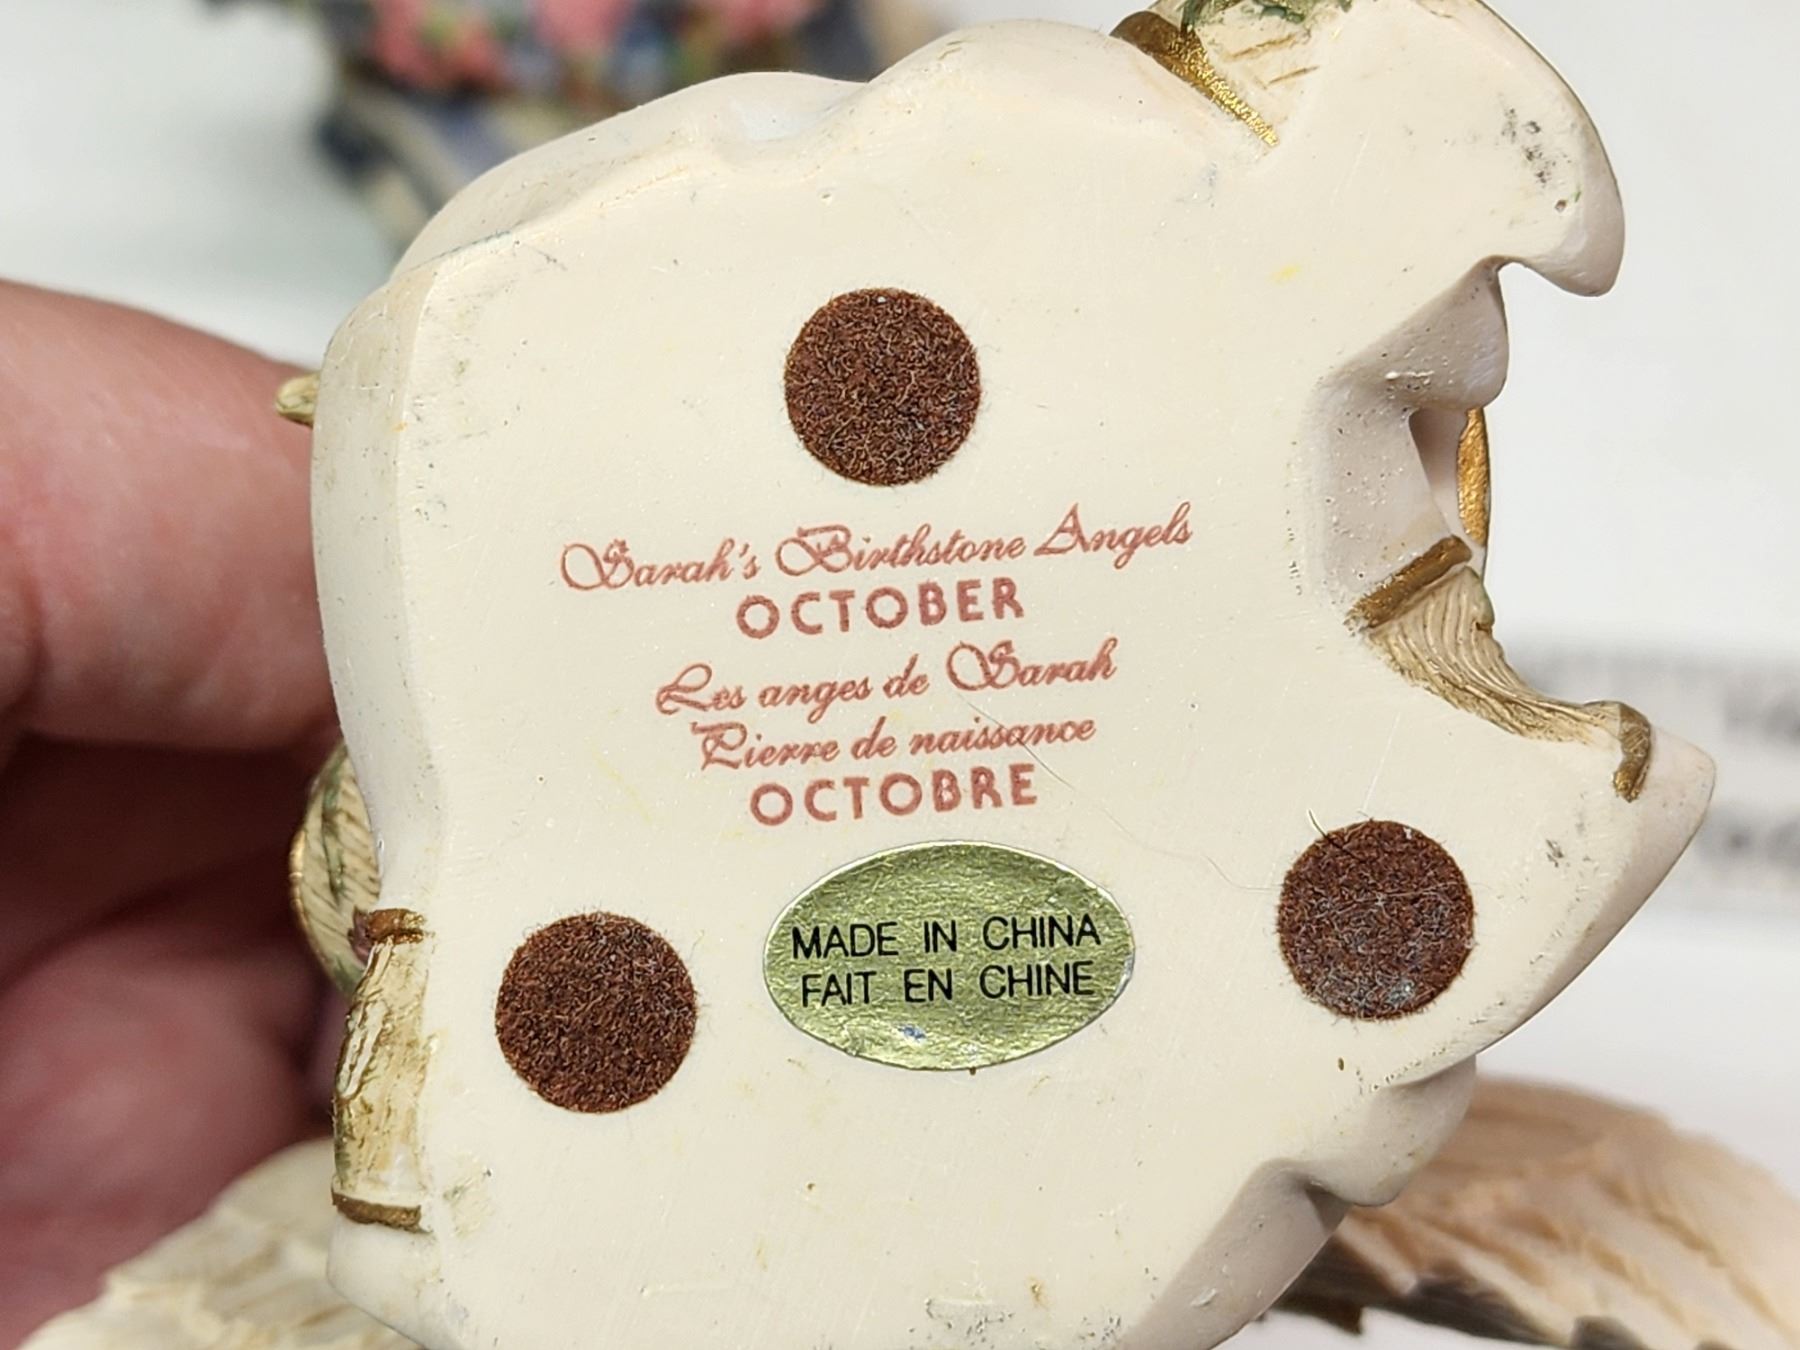 Sarah's Birthstone Angels
OCTOBER
Les anges de Sarah
Pierre de naissance
OCTOBRE
MADE IN CHINA
FAIT EN CHINE